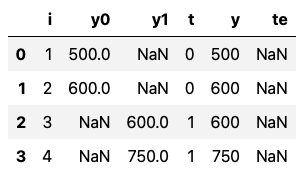 i y0 y1 t y te
0 1 500.0 NaN 0 500 NaN
1 2 600.0 NaN 0 600 NaN
2 3 NaN 600.0 1 600 NaN
3 4 NaN 750.0 1 750 NaN